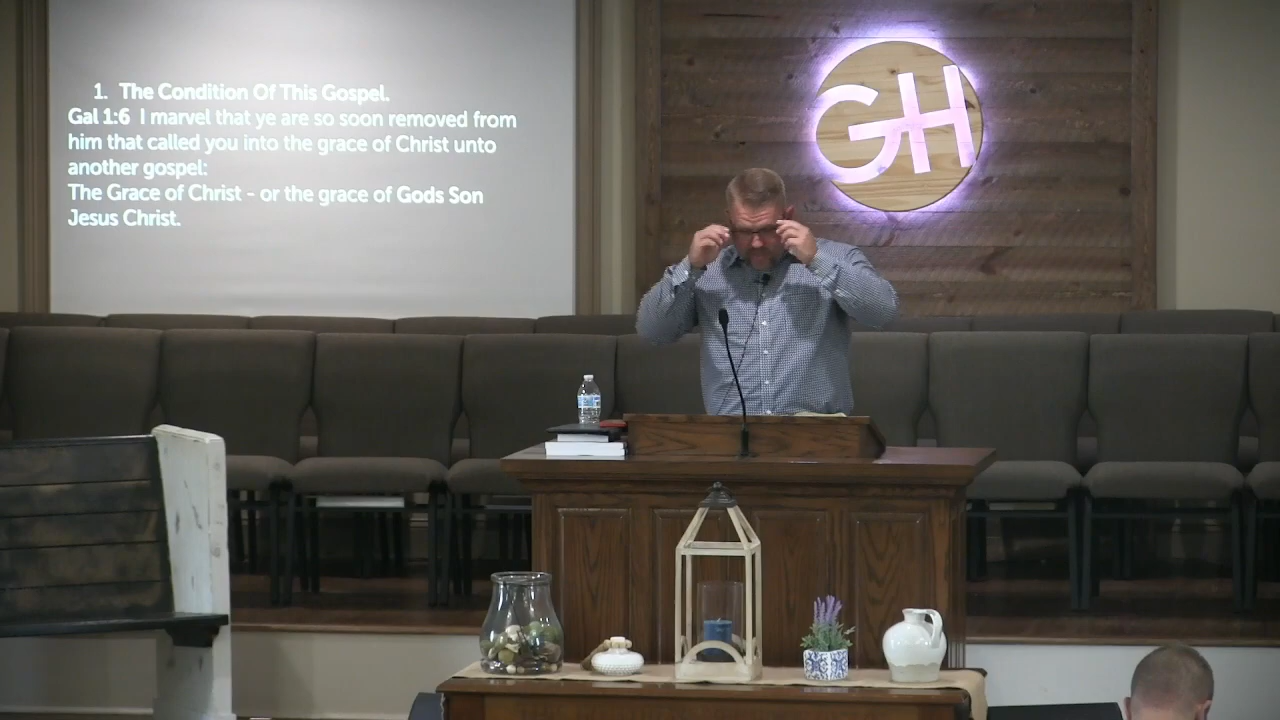 1. The Condition Of This Gospel.
Gal 1:6 I marvel that ye are so soon removed from
him that called you into the grace of Christ unto
another gospel:
The Grace of Christ - or the grace of Gods Son
Jesus Christ.
GH